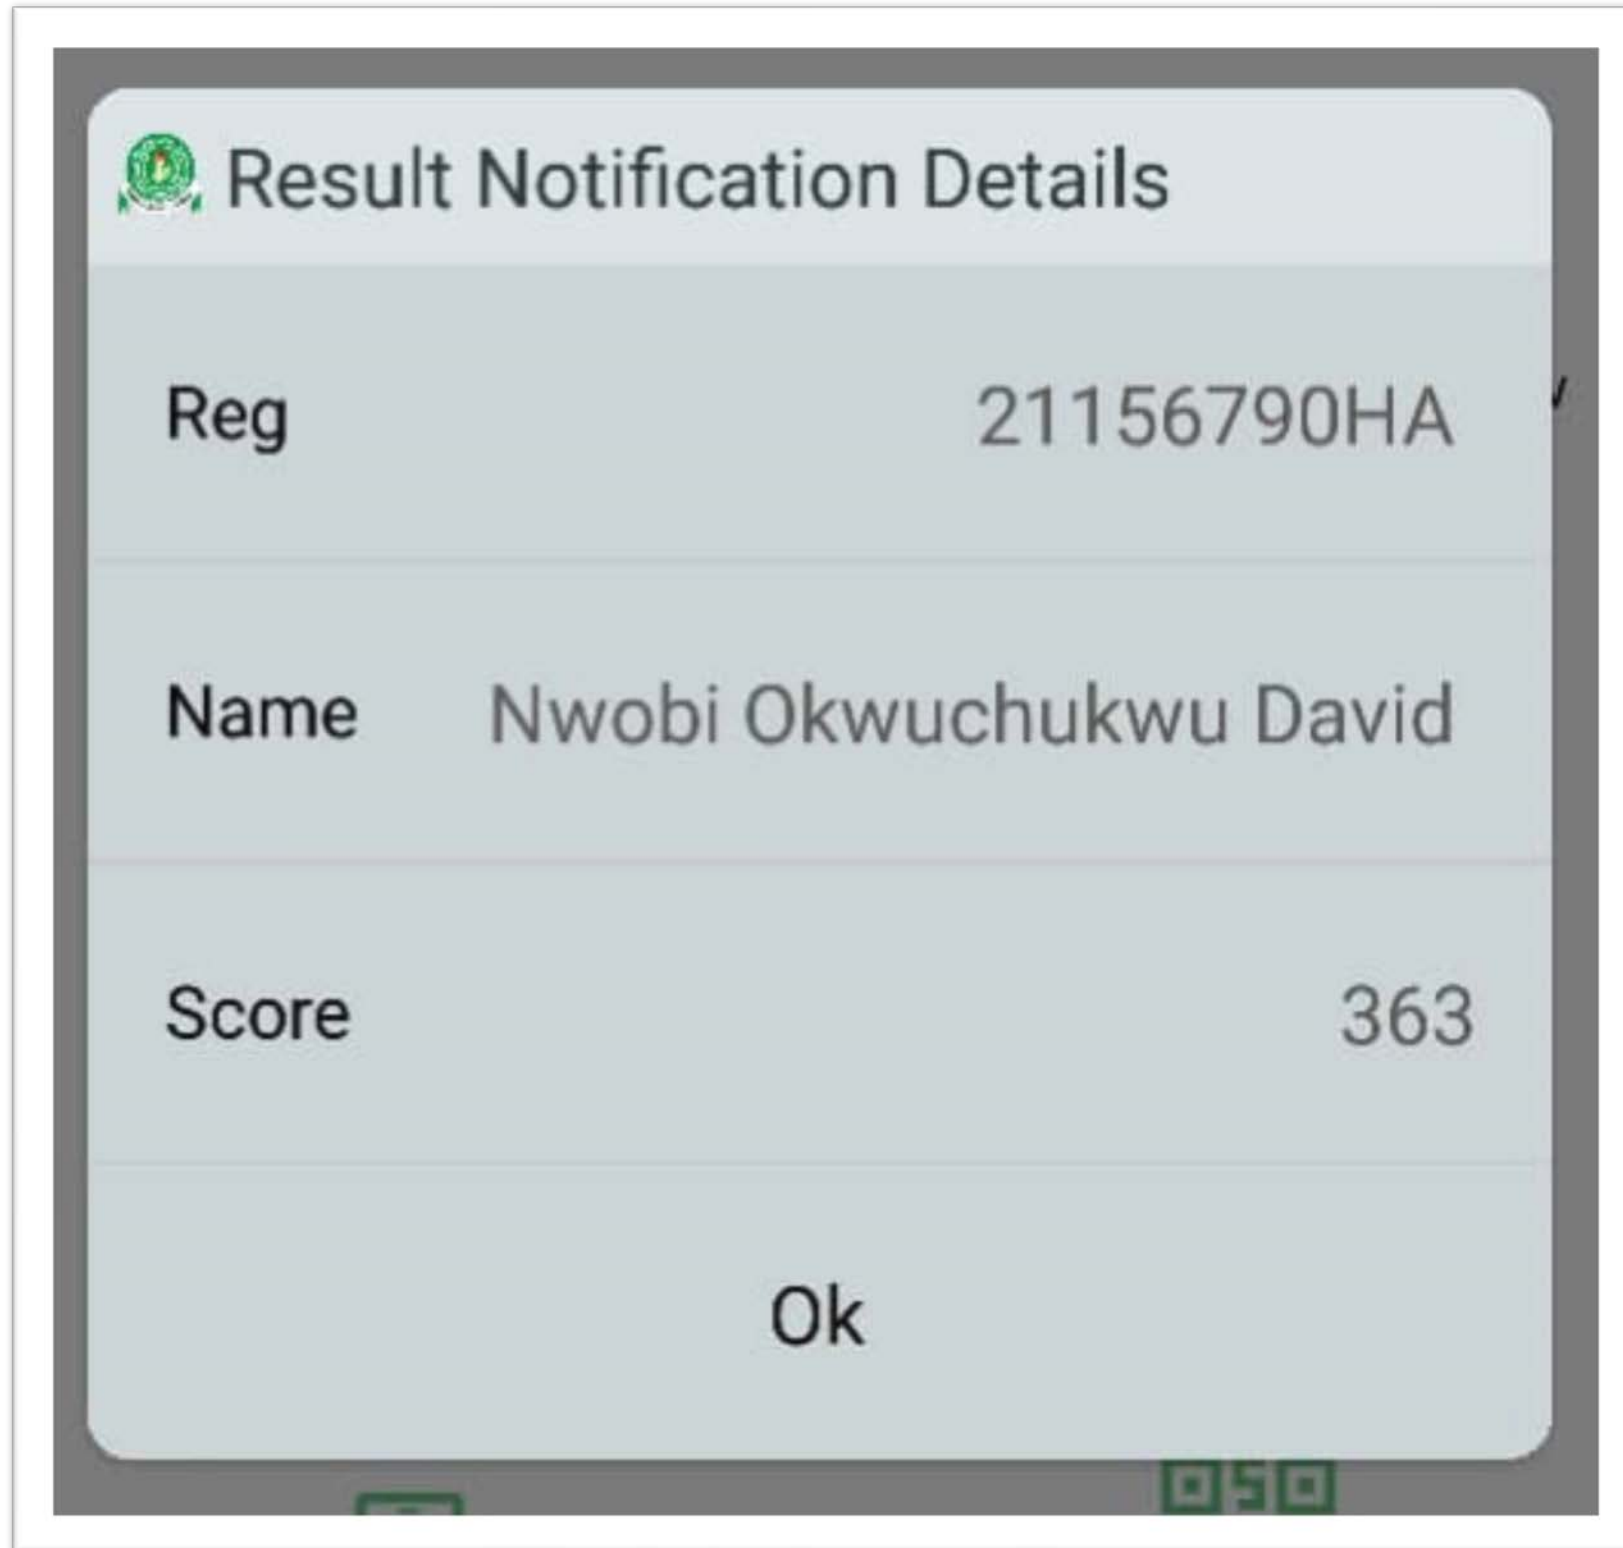 Result Notification Details
Reg 21156790HA
Name Nwobi Okwuchukwu David
Score 363
Ok